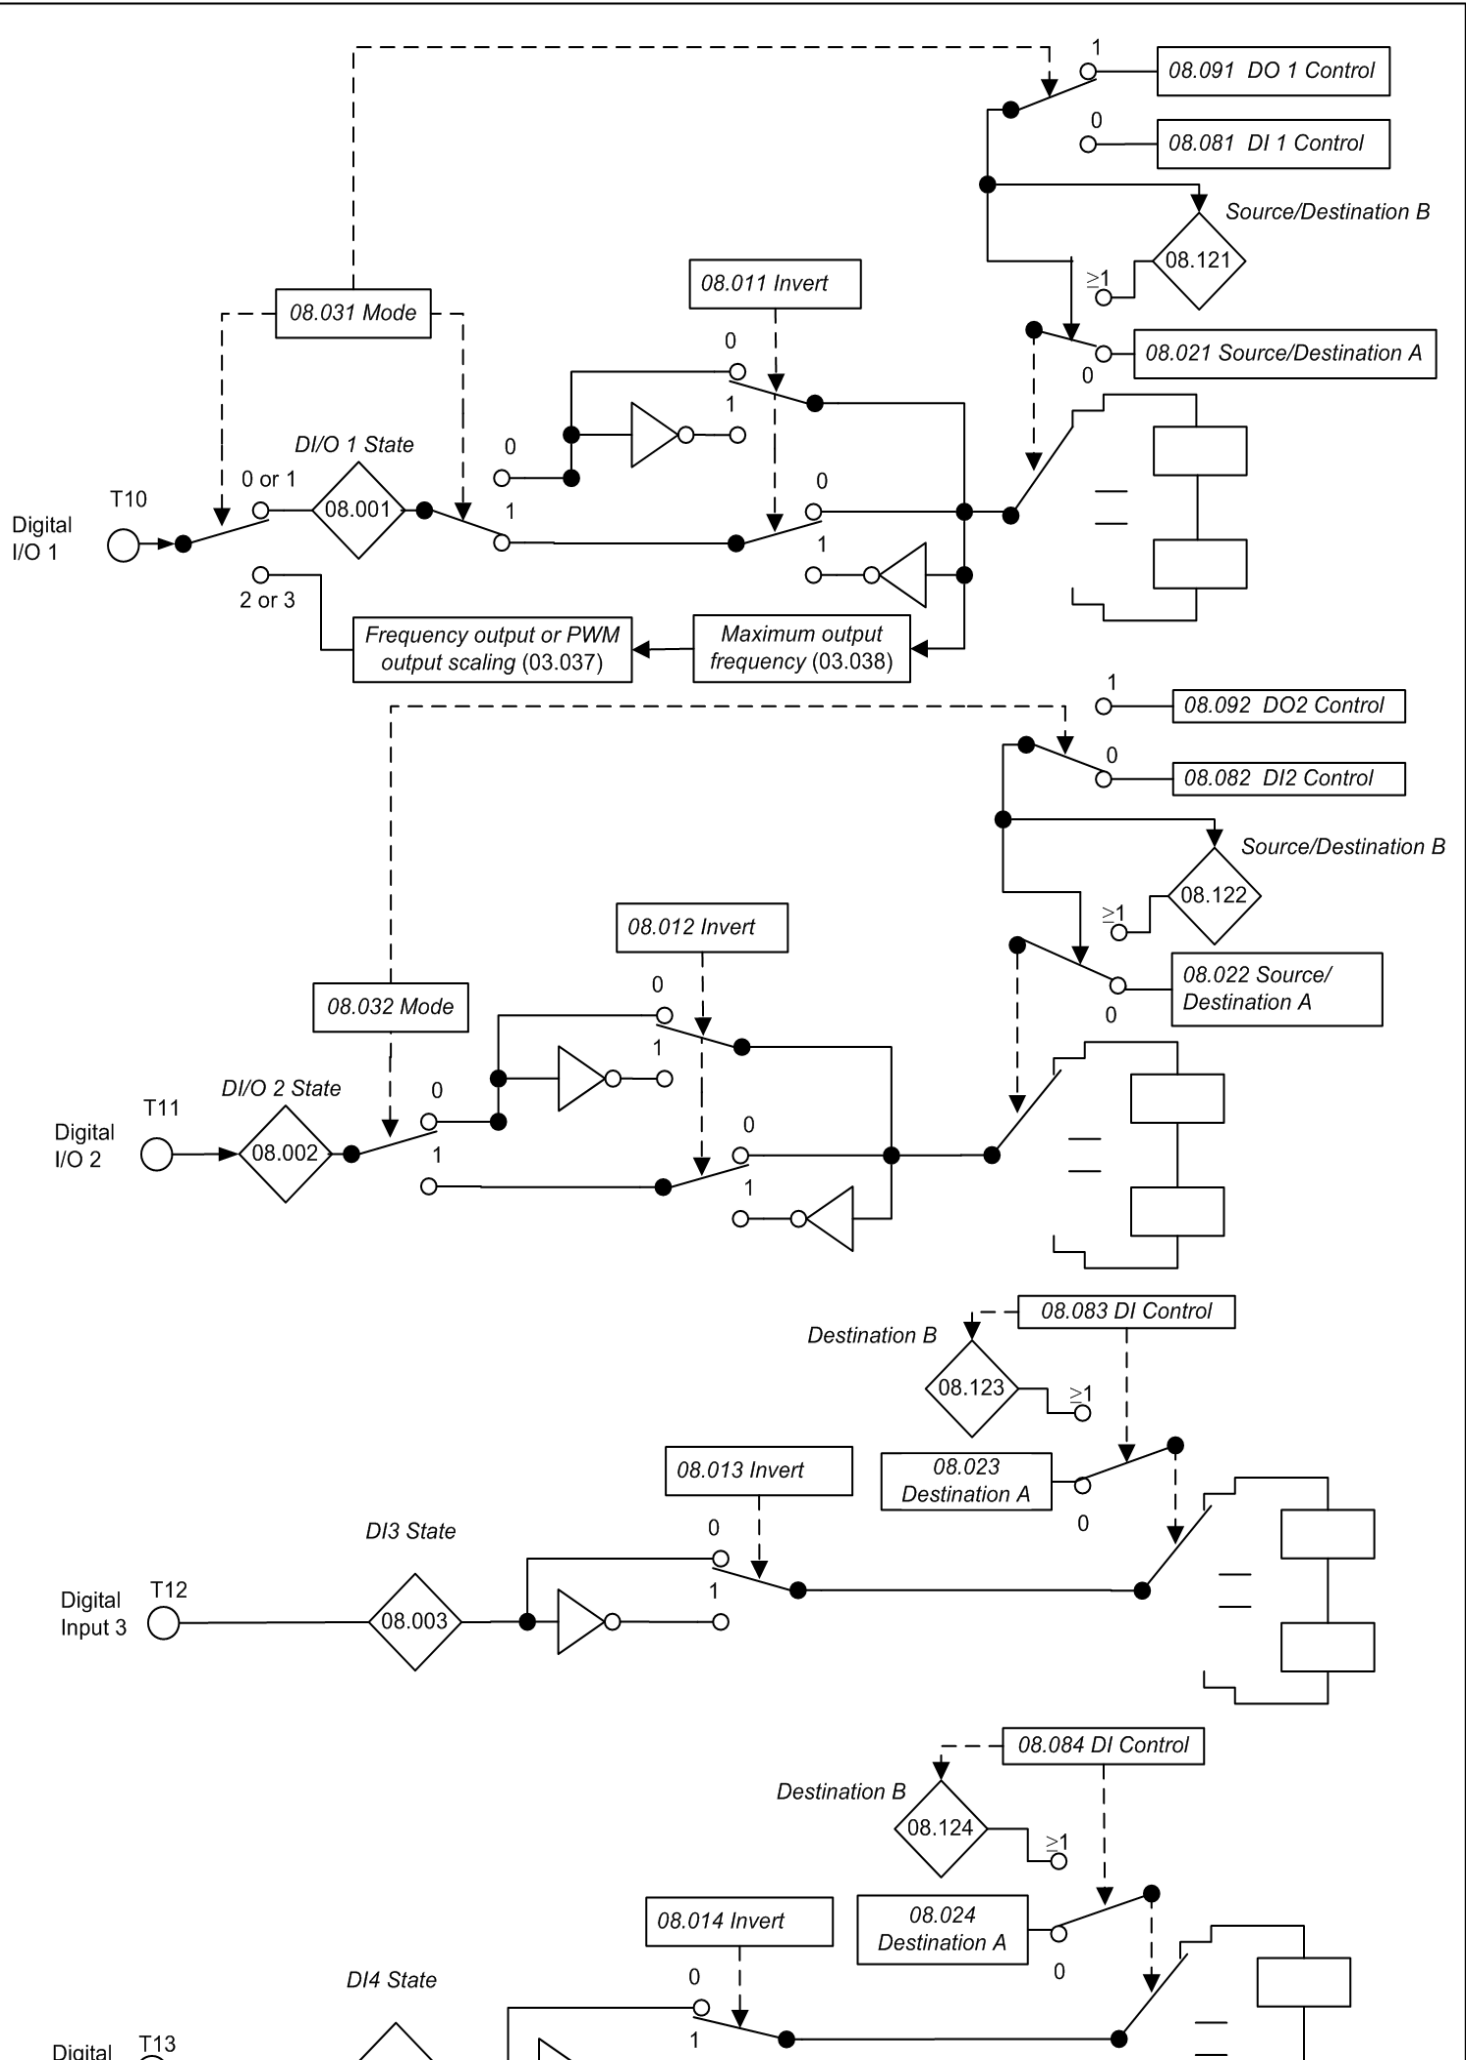 1
08.091 DO 1 Control
0
08.081 DI 1 Control
Source/Destination B
08.121
≥1
08.011 Invert
08.031 Mode
0
08.021 Source/Destination A
0
1
DI/O 1 State
0
0 or 1
0
T10
08.001
1
Digital
I/O 1
1
2 or 3
Frequency output or PWM
output scaling (03.037)
Maximum output
frequency (03.038)
1
08.092 DO2 Control
0
08.082 DI2 Control
Source/Destination B
08.122
≥1
08.012 Invert
08.022 Source/
Destination A
0
08.032 Mode
0
1
DI/O 2 State
0
T11
0
Digital
I/O 2
08.002
1
1
08.083 DI Control
Destination B
08.123
≥1
08.013 Invert
08.023
Destination A
0
DI3 State
0
T12
1
Digital
Input 3
08.003
08.084 DI Control
Destination B
08.124
≥1
08.014 Invert
08.024
Destination A
0
DI4 State
0
1
T13
Digital